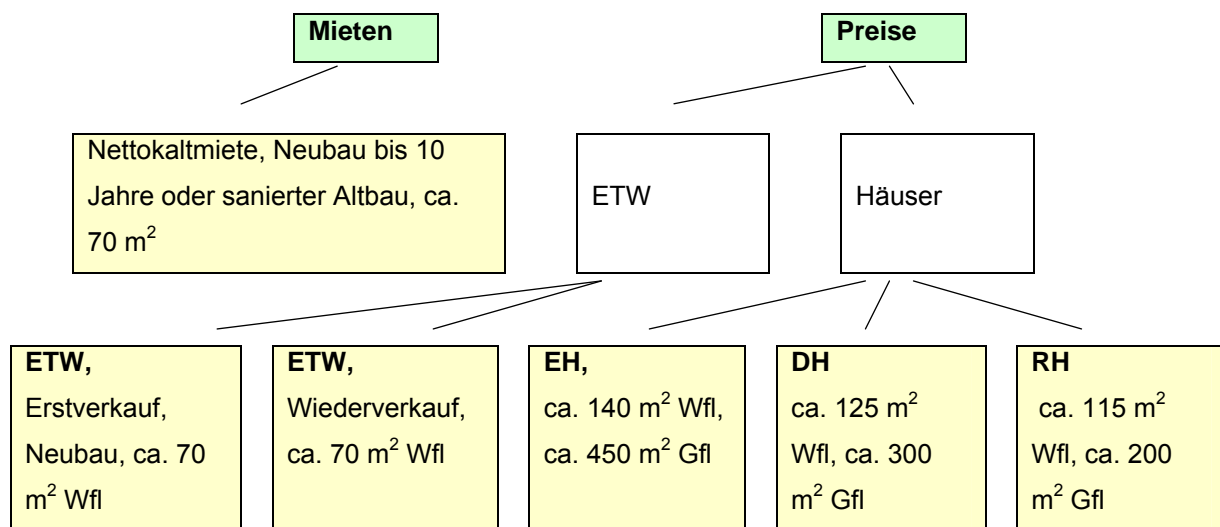 Mieten
Preise
Nettokaltmiete, Neubau bis 10
Jahre oder sanierter Altbau, ca.
70 m²
ETW
Häuser
ETW,
Erstverkauf,
Neubau, ca. 70
m² Wfl
ETW,
Wiederverkauf,
ca. 70 m² Wfl
EH,
ca. 140 m² Wfl,
ca. 450 m² Gfl
DH
ca. 125 m²
Wfl, ca. 300
m² Gfl
RH
ca. 115 m²
Wfl, ca. 200
m² Gfl